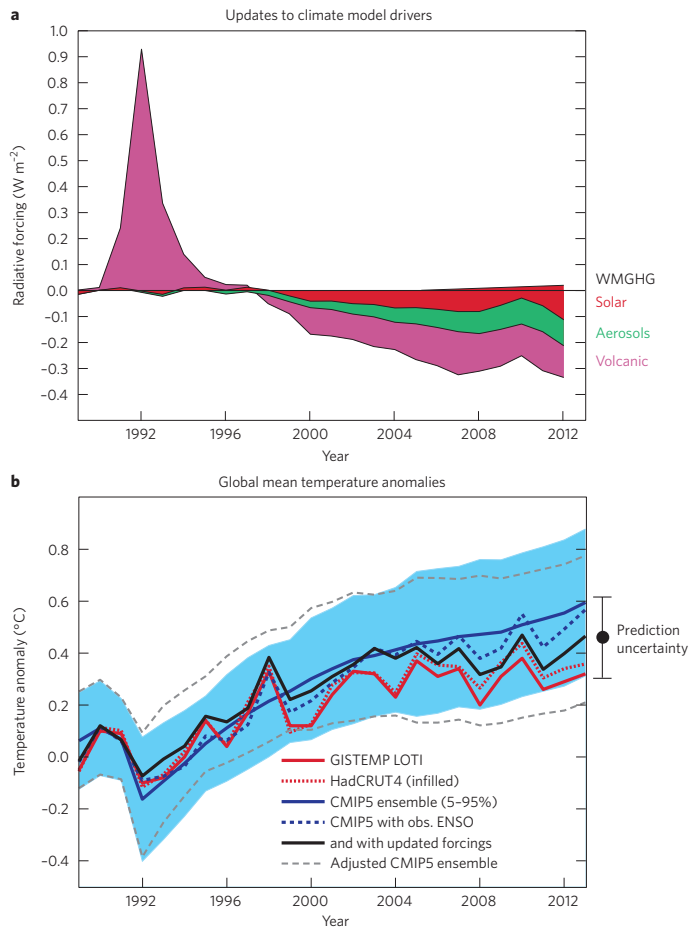 a
Updates to climate model drivers
1.0
0.9
0.8
0.7
0.6
0.5
0.4
0.3
0.2
0.1
0.0
−0.1
−0.2
−0.3
−0.4
Radiative forcing (W m−2)
WMGHG
Solar
Aerosols
Volcanic
1992 1996 2000 2004 2008 2012
Year
b
Global mean temperature anomalies
0.8
0.6
0.4
0.2
0.0
−0.2
−0.4
Temperature anomaly (°C)
Prediction
uncertainty
GISTEMP LOTI
HadCRUT4 (infilled)
CMIP5 ensemble (5–95%)
CMIP5 with obs. ENSO
and with updated forcings
Adjusted CMIP5 ensemble
1992 1996 2000 2004 2008 2012
Year